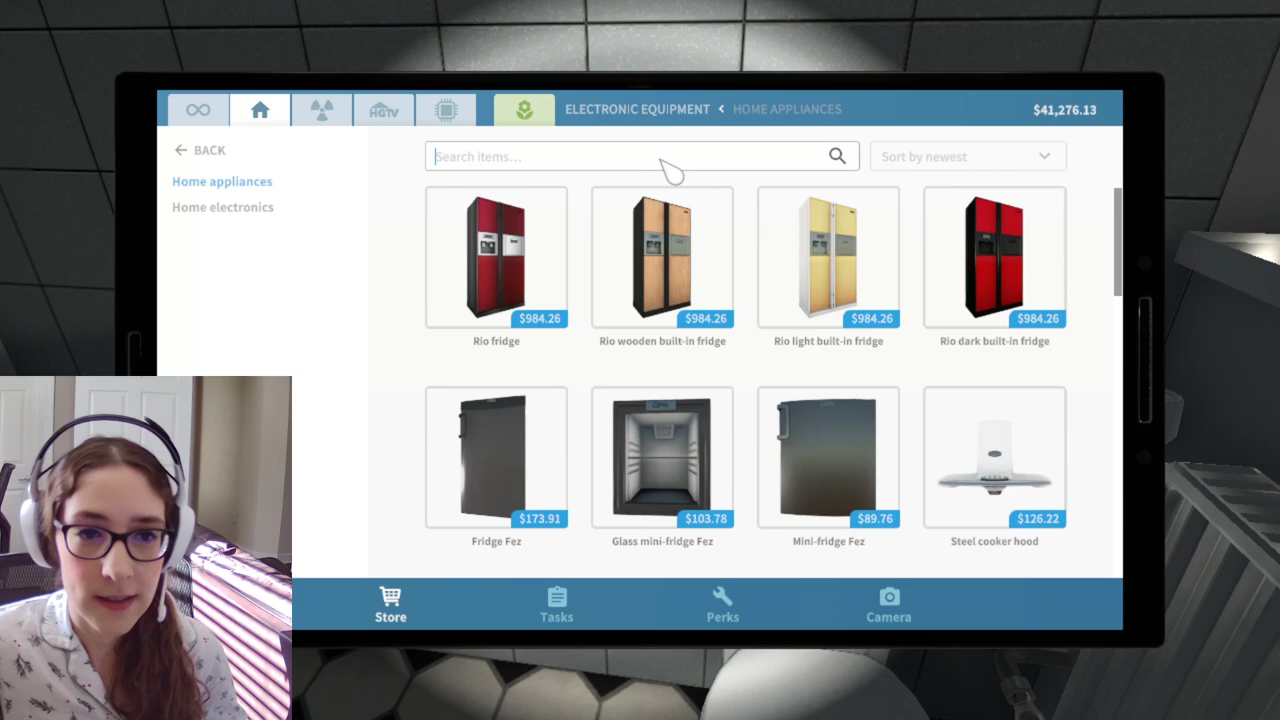 HGTV
ELECTRONIC EQUIPMENT < HOME APPLIANCES
$41,276.13
BACK
Search items...
Sort by newest
Home appliances
Home electronics
$984.26
$984.26
$984.26
$984.26
Rio fridge
Rio wooden built-in fridge
Rio light built-in fridge
Rio dark built-in fridge
$173.91
$103.78
$89.76
$126.22
Fridge Fez
Glass mini-fridge Fez
Mini-fridge Fez
Steel cooker hood
Store
Tasks
Perks
Camera